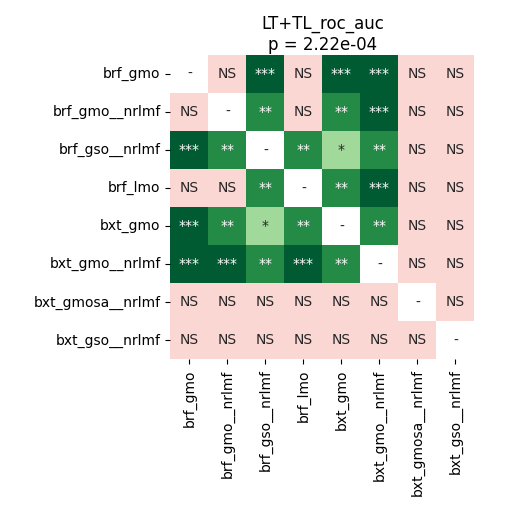 LT+TL_roc_auc
p = 2.22e-04
brf_gmo - NS *** NS *** *** NS NS
brf_gmo__nrlmf NS - ** NS ** *** NS NS
brf_gso__nrlmf *** ** - ** * ** NS NS
brf_lmo NS NS ** - ** *** NS NS
bxt_gmo *** ** * ** - ** NS NS
bxt_gmo__nrlmf *** *** ** *** ** - NS NS
bxt_gmosa__nrlmf NS NS NS NS NS NS - NS
bxt_gso__nrlmf NS NS NS NS NS NS NS -
brf_gmo
brf_gmo__nrlmf
brf_gso__nrlmf
brf_lmo
bxt_gmo
bxt_gmo__nrlmf
bxt_gmosa__nrlmf
bxt_gso__nrlmf